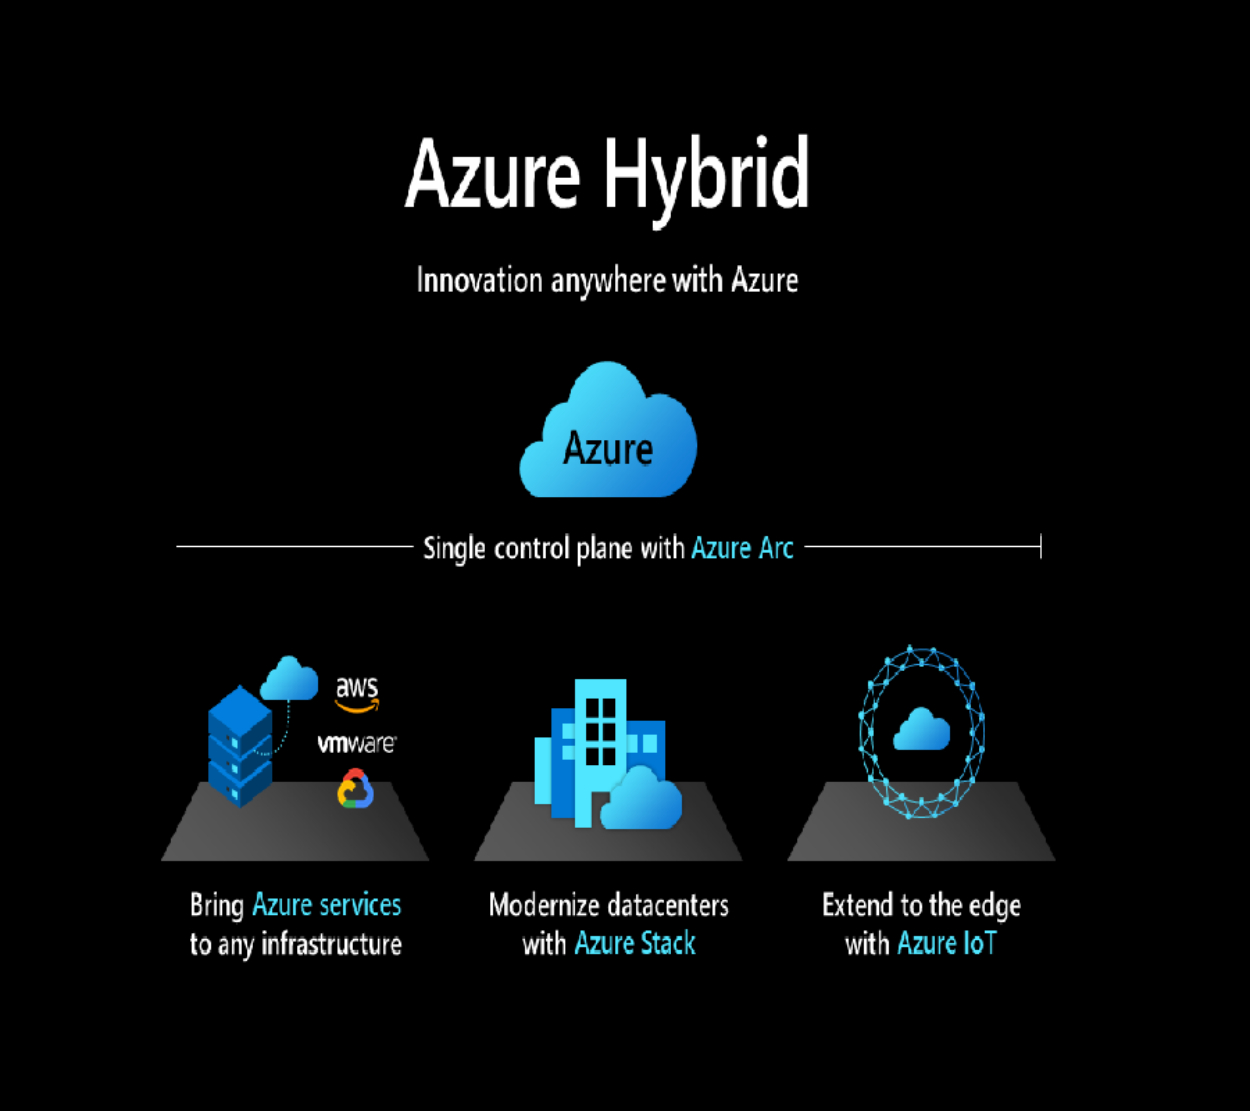 Azure Hybrid
Innovation anywhere with Azure
Azure
Single control plane with Azure Arc
aws
vmware®
Bring Azure services
to any infrastructure
Modernize datacenters
with Azure Stack
Extend to the edge
with Azure IoT